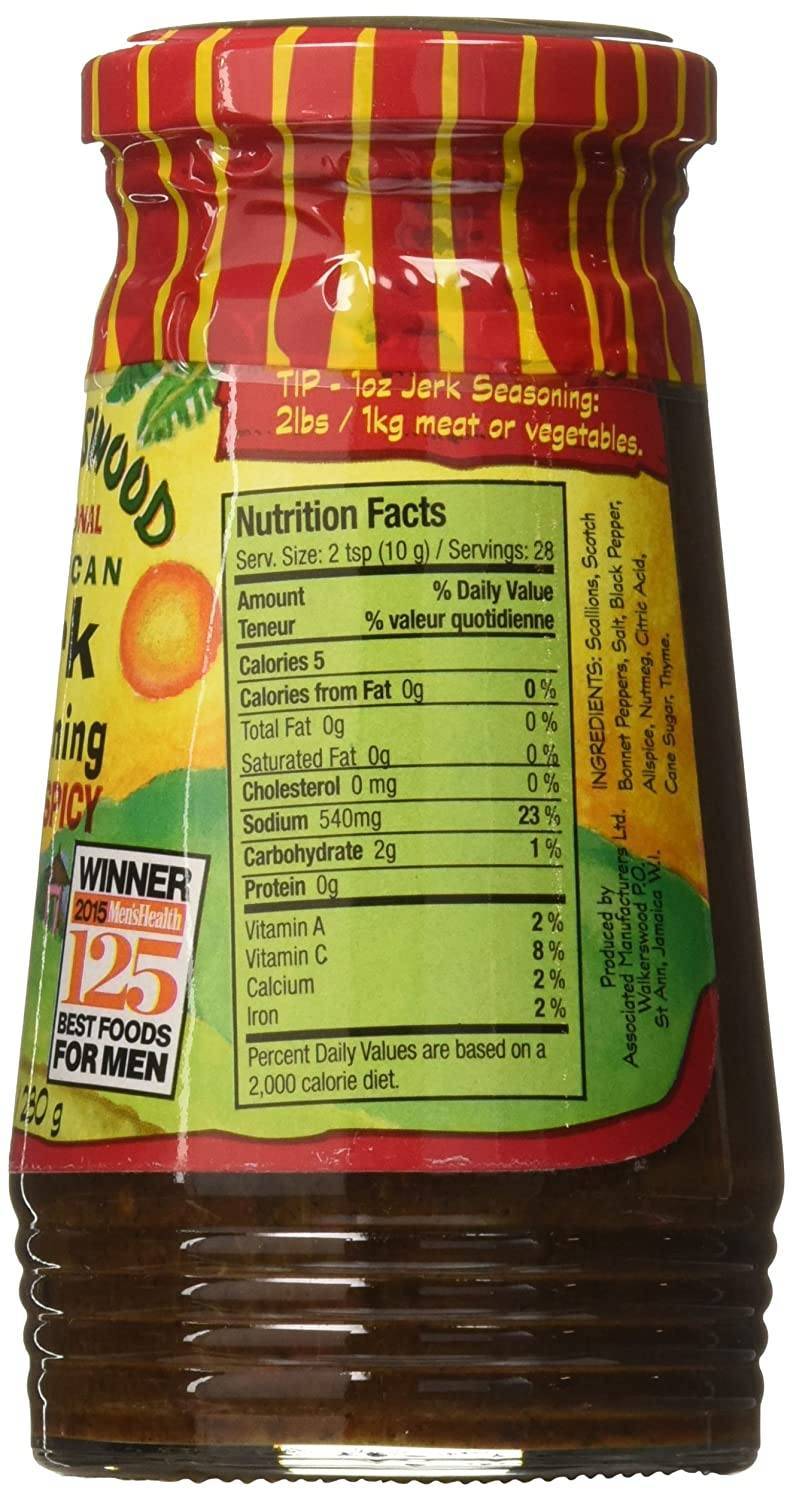 TIP - 1oz Jerk Seasoning:
2lbs / 1kg meat or vegetables.
SWOOD
NAL
CAN
k
ning
SPICY
WINNER
2015 Men'sHealth
125
BEST FOODS
FOR MEN
280 g
Nutrition Facts
Serv. Size: 2 tsp (10 g) / Servings: 28
Amount % Daily Value
Teneur % valeur quotidienne
Calories 5
Calories from Fat 0g 0 %
Total Fat 0g 0 %
Saturated Fat 0g 0 %
Cholesterol 0 mg 0 %
Sodium 540mg 23 %
Carbohydrate 2g 1 %
Protein 0g
Vitamin A 2 %
Vitamin C 8 %
Calcium 2 %
Iron 2 %
Percent Daily Values are based on a
2,000 calorie diet.
INGREDIENTS: Scallions, Scotch
Bonnet Peppers, Salt, Black Pepper,
Allspice, Nutmeg, Citric Acid,
Cane Sugar, Thyme.
Produced by
Associated Manufacturers Ltd.
Walkerswood P.O.
St Ann, Jamaica W.I.